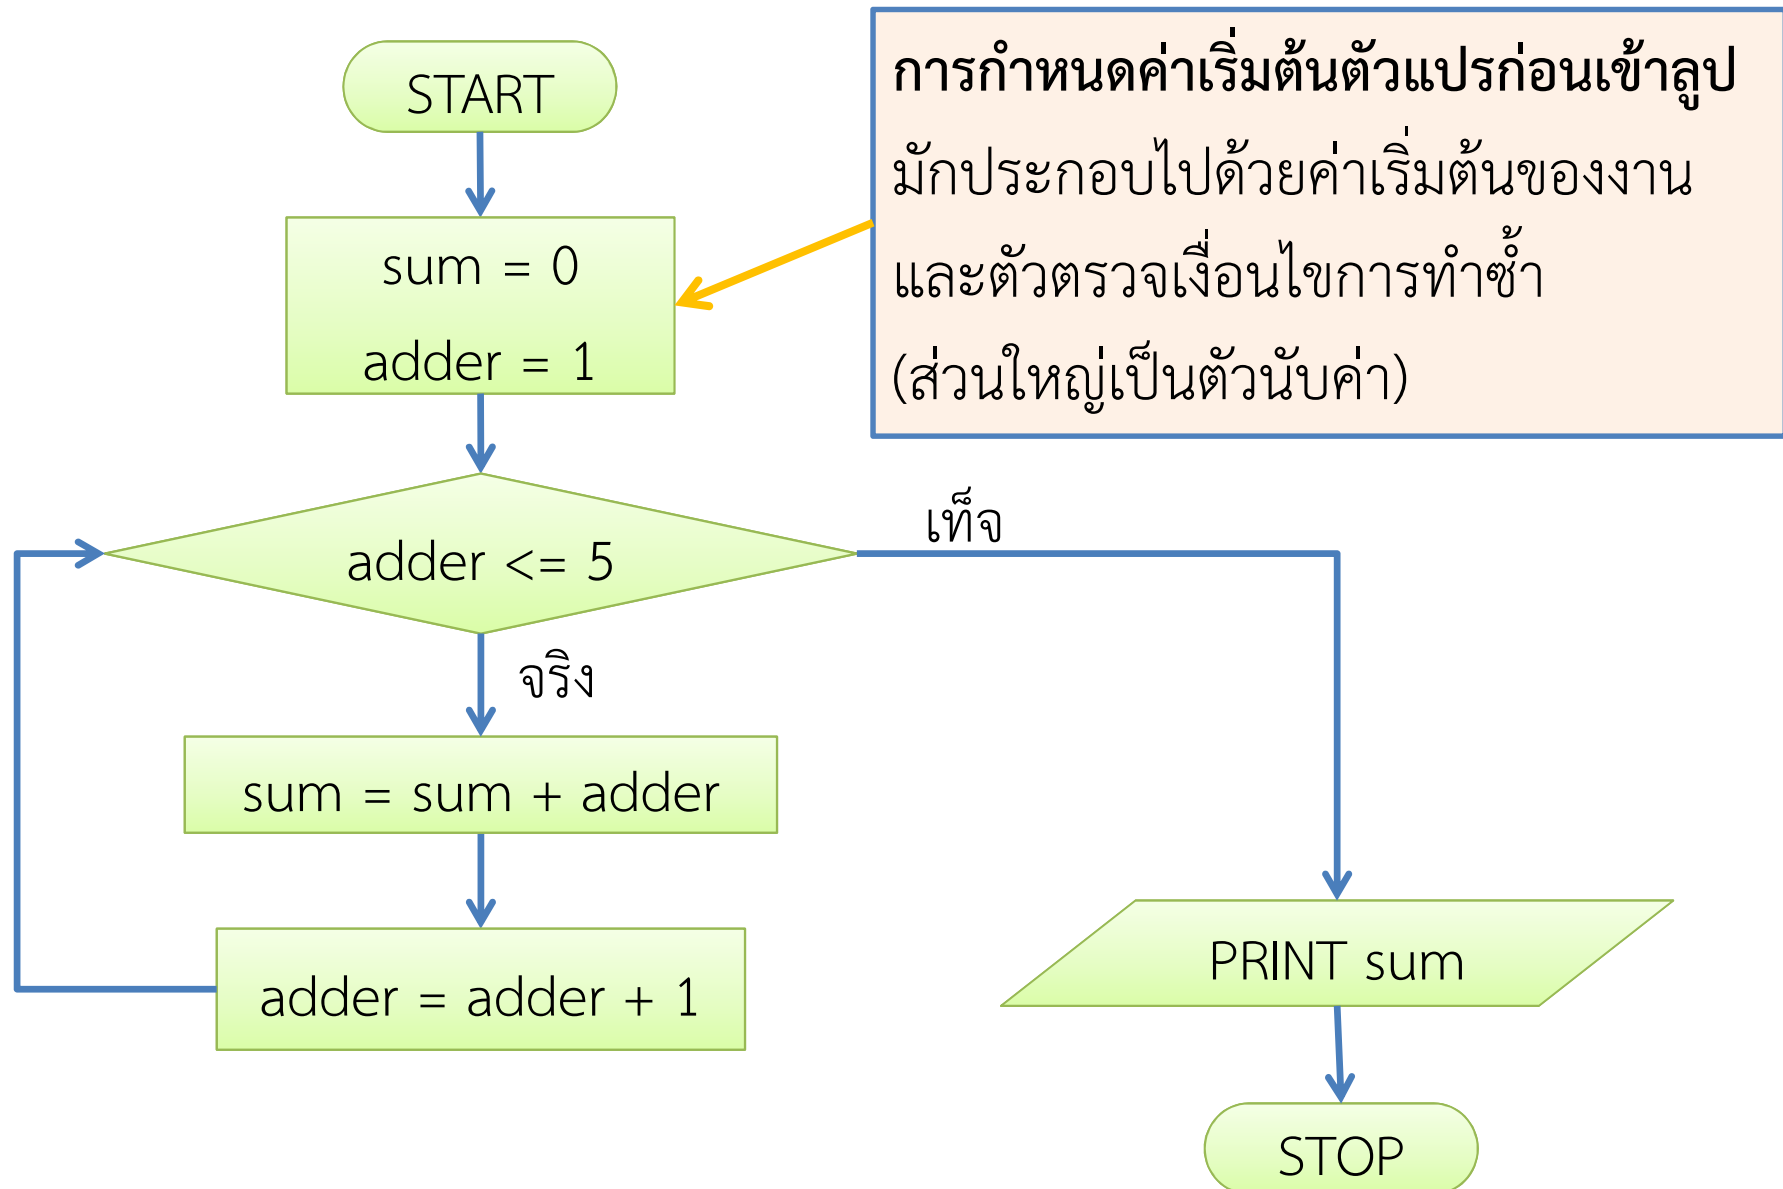 START
การกำหนดค่าเริ่มต้นตัวแปรก่อนเข้าลูป
มักประกอบไปด้วยค่าเริ่มต้นของงาน
และตัวตรวจเงื่อนไขการทำซ้ำ
(ส่วนใหญ่เป็นตัวนับค่า)
sum = 0
adder = 1
adder <= 5
เท็จ
จริง
sum = sum + adder
adder = adder + 1
PRINT sum
STOP